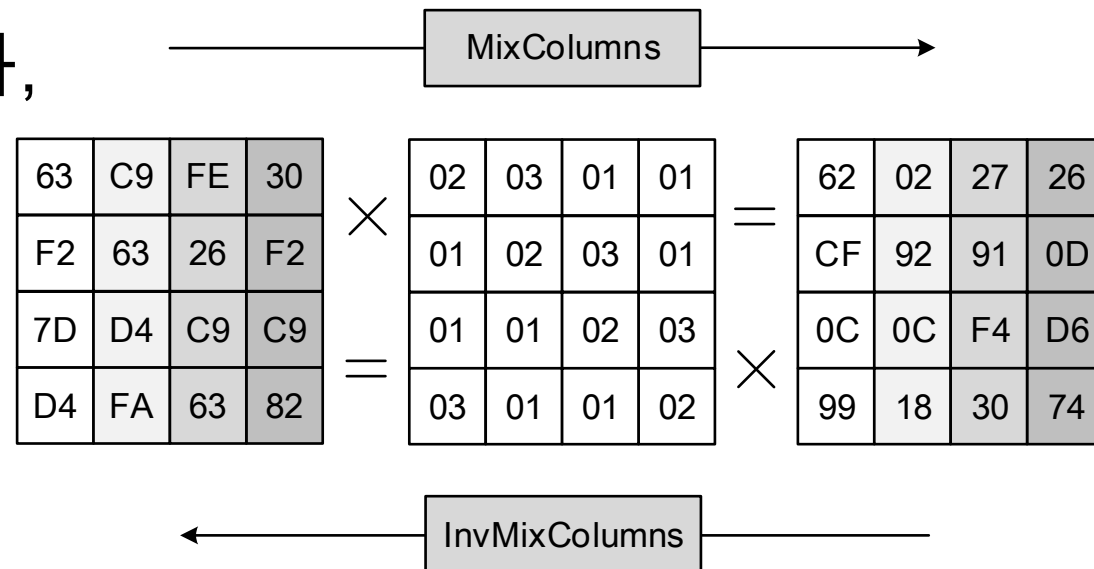 MixColumns
,
63 C9 FE 30 × 02 03 01 01 = 62 02 27 26
F2 63 26 F2 01 02 03 01 CF 92 91 0D
7D D4 C9 C9 = 01 01 02 03 × 0C 0C F4 D6
D4 FA 63 82 03 01 01 02 99 18 30 74
InvMixColumns